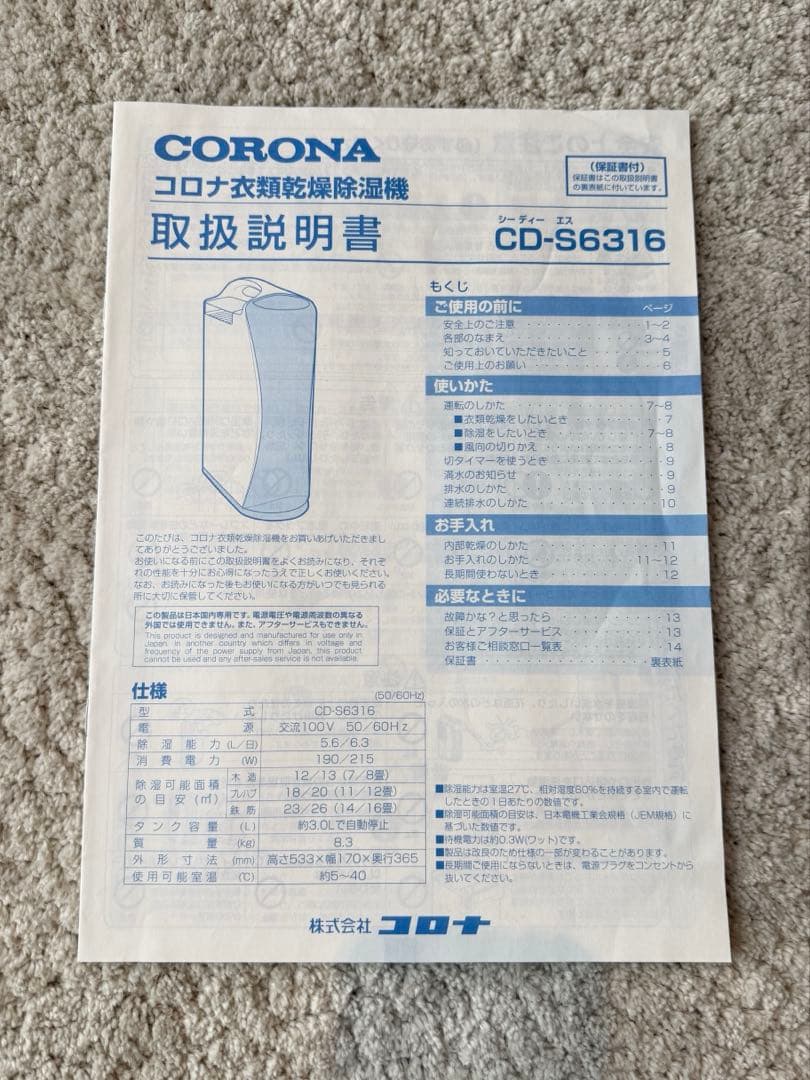 CORONA
コロナ衣類乾燥除湿機
取扱説明書
(保証書付)
保証書はこの取扱説明書
の裏表紙に付いています。
シー ディー エス
CD-S6316
もくじ
ご使用の前に ページ
安全上のご注意 ・・・・・・・・・・・・・ 1〜2
各部のなまえ ・・・・・・・・・・・・・ 3〜4
知っておいていただきたいこと ・・・・・・・ 5
ご使用上のお願い ・・・・・・・・・・・・・ 6
使いかた
運転のしかた ・・・・・・・・・・・・・ 7〜8
■衣類乾燥をしたいとき ・・・・・・・・・ 7
■除湿をしたいとき ・・・・・・・・・ 7〜8
■風向の切りかえ ・・・・・・・・・・・ 8
切タイマーを使うとき ・・・・・・・・・・・ 9
満水のお知らせ ・・・・・・・・・・・・・ 9
排水のしかた ・・・・・・・・・・・・・ 9
連続排水のしかた ・・・・・・・・・・・・ 10
お手入れ
内部乾燥のしかた ・・・・・・・・・・・・ 11
お手入れのしかた ・・・・・・・・・・ 11〜12
長期間使わないとき ・・・・・・・・・・・ 12
必要なときに
故障かな?と思ったら ・・・・・・・・・・ 13
保証とアフターサービス ・・・・・・・・・ 13
お客様ご相談窓口一覧表 ・・・・・・・・・ 14
保証書 ・・・・・・・・・・・・・ 裏表紙
このたびは、コロナ衣類乾燥除湿機をお買いあげいただきまし
てありがとうございました。
お使いになる前にこの取扱説明書をよくお読みになり、それぞ
れの性能を十分にお心得になったうえで正しくお使いください。
なお、お読みになった後もお使いになる方がいつでも見られる
所に大切に保管してください。
この製品は日本国内専用です。電源電圧や電源周波数の異なる
外国では使用できません。また、アフターサービスもできません。
This product is designed and manufactured for use only in
Japan. In another country which differs in voltage and
frequency of the power supply from Japan, this product
cannot be used and any after-sales service is not available.
仕様 (50/60Hz)
型 式 CD-S6316
電 源 交流100V 50/60Hz
除湿能力 (L/日) 5.6/6.3
消費電力 (W) 190/215
除湿可能面積の目安(㎡) 木造 12/13(7/8畳)
プレハブ 18/20(11/12畳)
鉄筋 23/26(14/16畳)
タンク容量 (L) 約3.0Lで自動停止
質量 (kg) 8.3
外形寸法 (mm) 高さ533×幅170×奥行365
使用可能室温 (℃) 約5〜40
■除湿能力は室温27℃、相対湿度60%を持続する室内で運転
したときの1日あたりの数値です。
■除湿可能面積の目安は、日本電機工業会規格(JEM規格)に
基づいた数値です。
■待機電力は約0.3W(ワット)です。
■製品は改良のため仕様の一部が変わることがあります。
■長期間ご使用にならないときは、電源プラグをコンセントから
抜いてください。
株式会社 コロナ